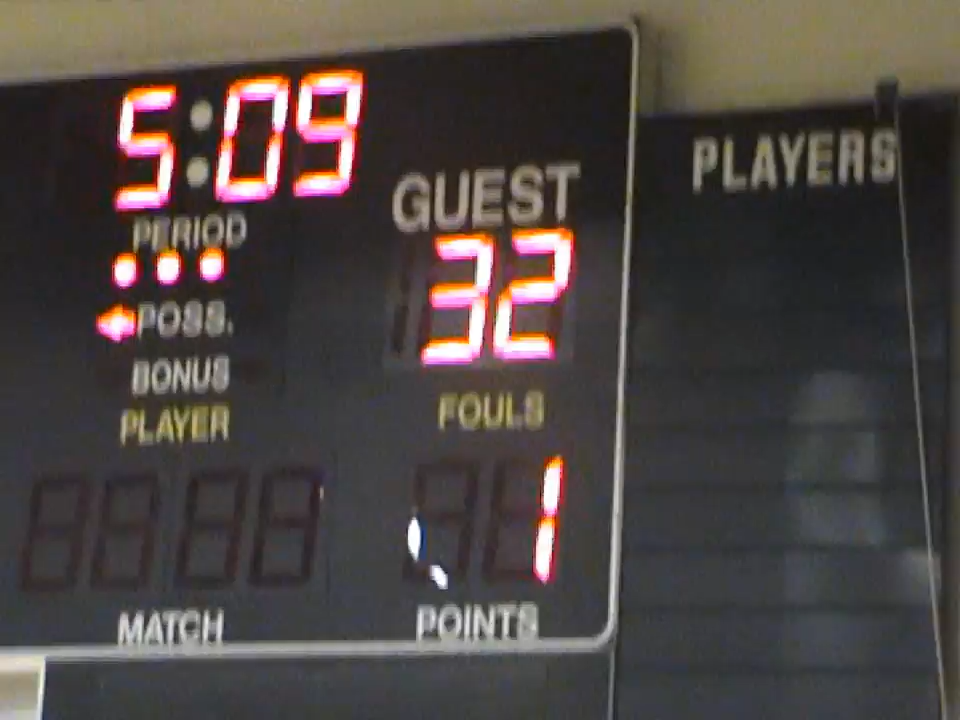 5:09
PERIOD
GUEST
32
POSS.
BONUS
PLAYER
FOULS
1
MATCH
POINTS
PLAYERS